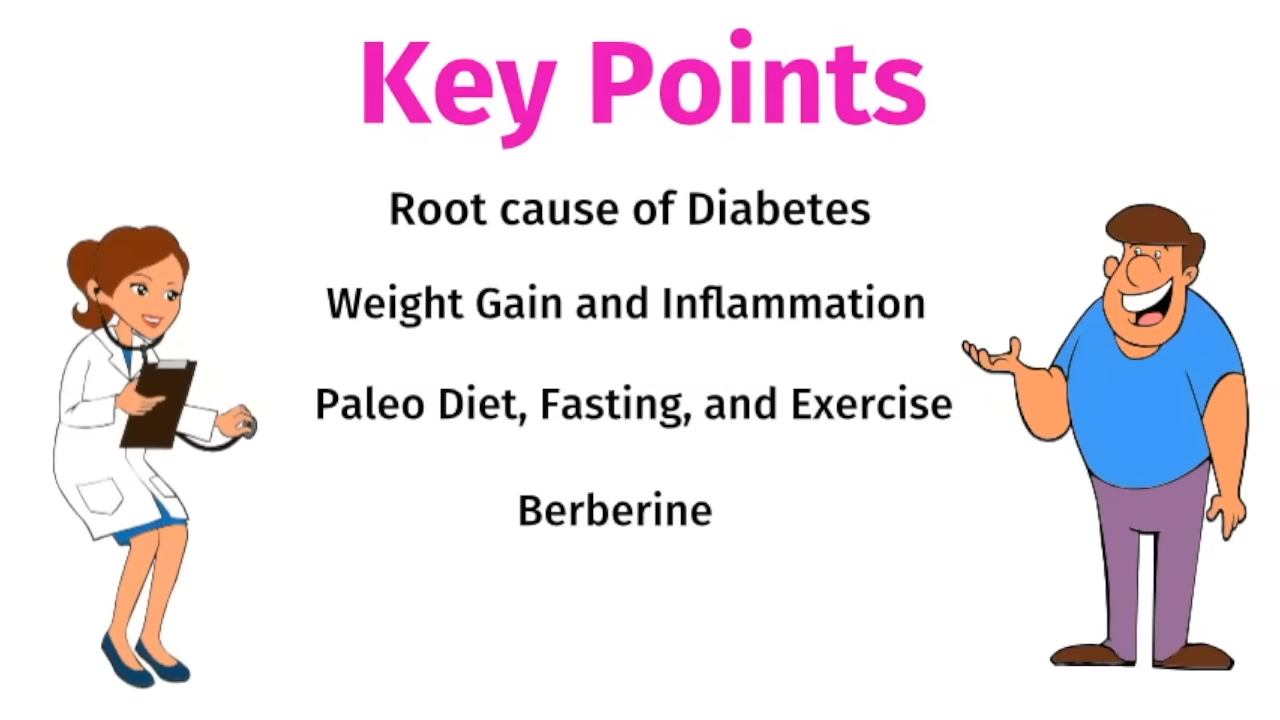 Key Points
Root cause of Diabetes
Weight Gain and Inflammation
Paleo Diet, Fasting, and Exercise
Berberine